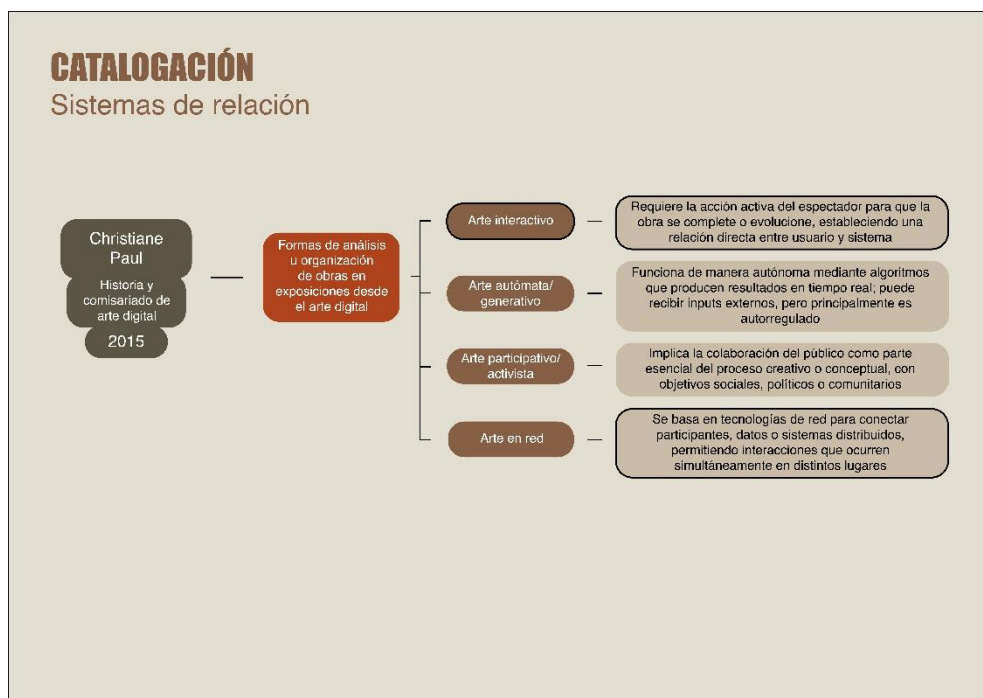 CATALOGACIÓN
Sistemas de relación
Christiane
Paul
Historia y
comisariado de
arte digital
2015
Formas de análisis
u organización
de obras en
exposiciones desde
el arte digital
Arte interactivo
Requiere la acción activa del espectador para que la
obra se complete o evolucione, estableciendo una
relación directa entre usuario y sistema
Arte autómata/
generativo
Funciona de manera autónoma mediante algoritmos
que producen resultados en tiempo real; puede
recibir inputs externos, pero principalmente es
autorregulado
Arte participativo/
activista
Implica la colaboración del público como parte
esencial del proceso creativo o conceptual, con
objetivos sociales, políticos o comunitarios
Arte en red
Se basa en tecnologías de red para conectar
participantes, datos o sistemas distribuidos,
permitiendo interacciones que ocurren
simultáneamente en distintos lugares